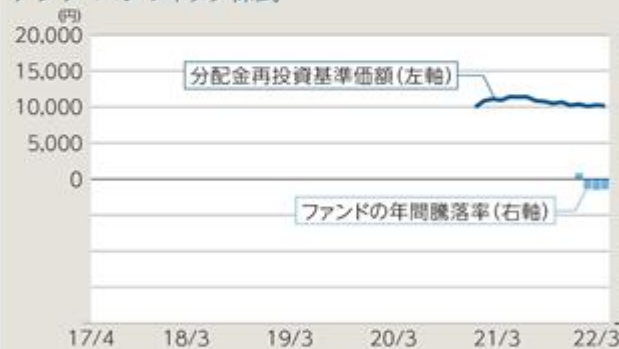 (円)
20,000
15,000
分配金再投資基準価額(左軸)
10,000
5,000
0
ファンドの年間騰落率(右軸)
17/4 18/3 19/3 20/3 21/3 22/3